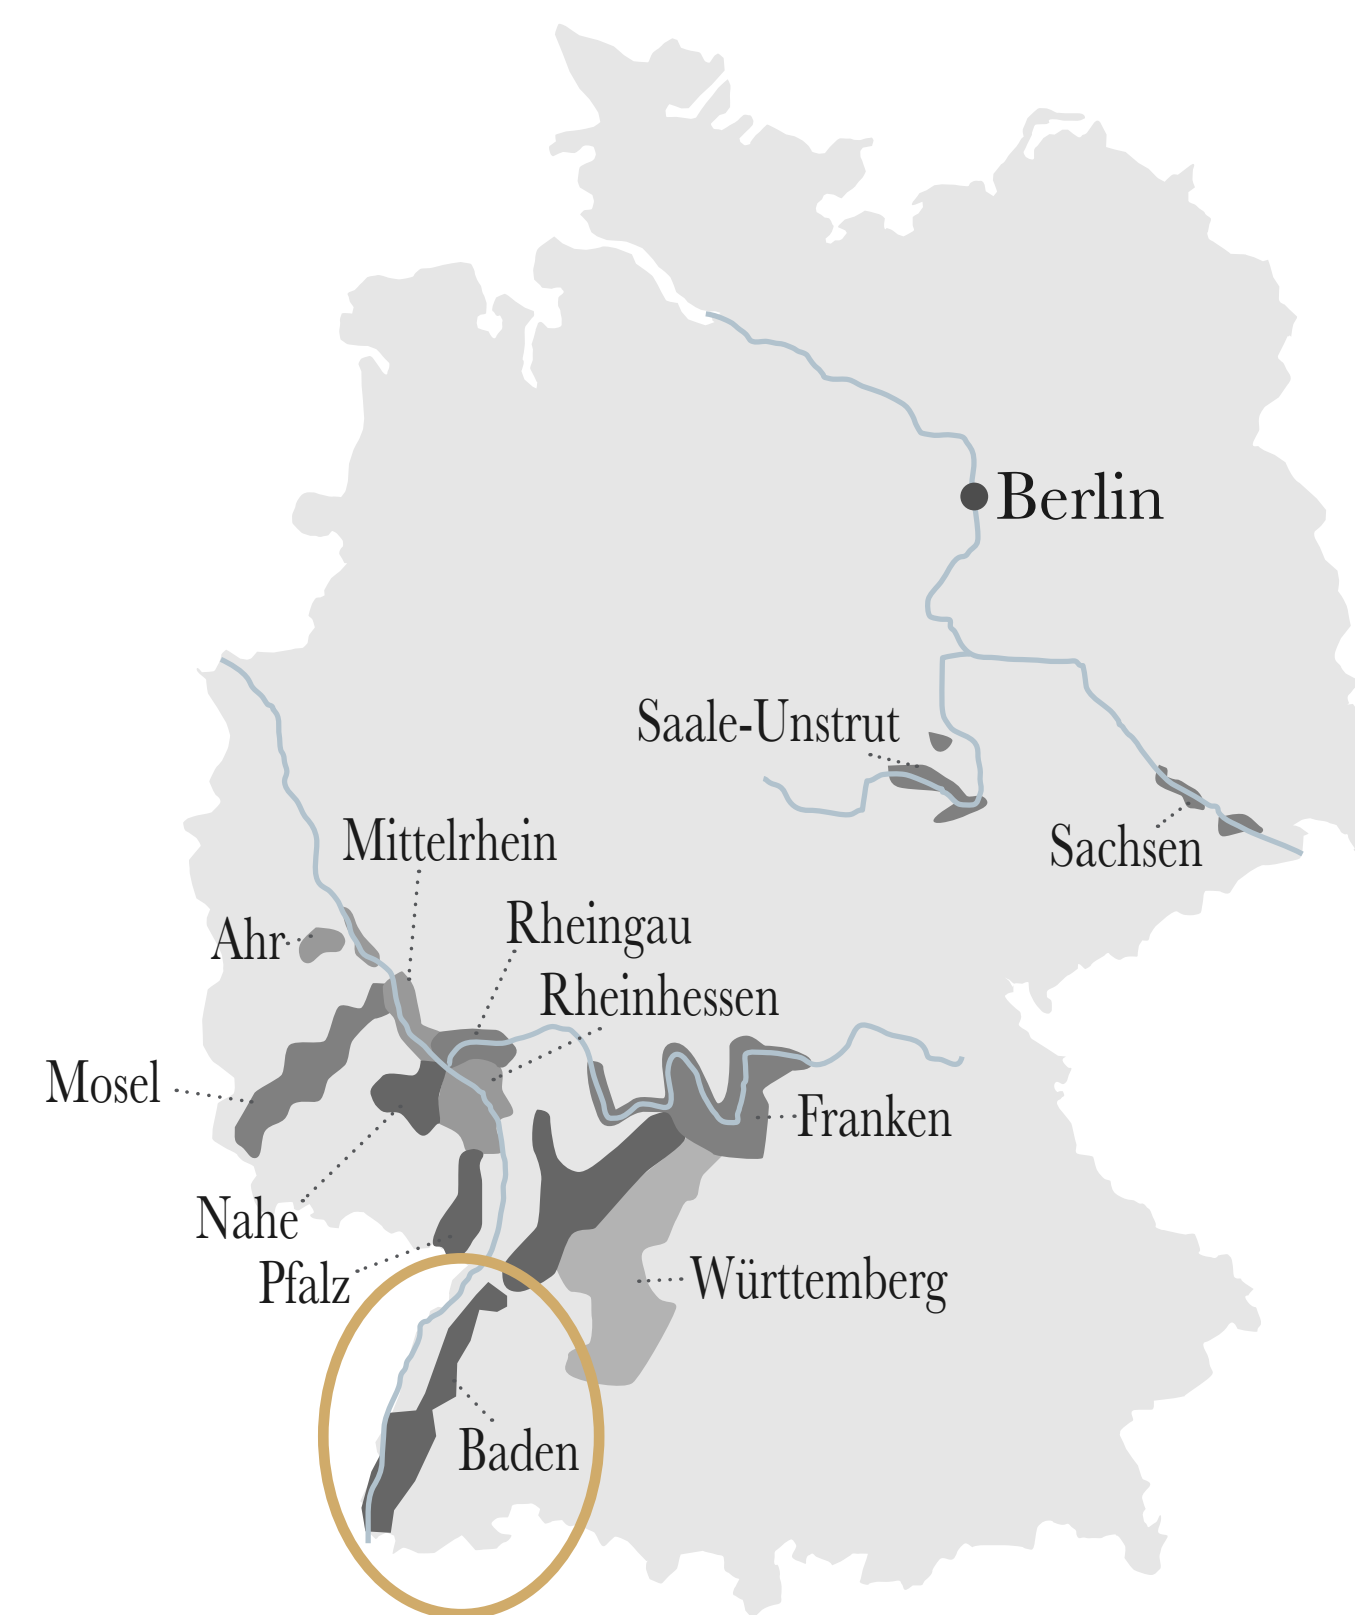 Berlin
Saale-Unstrut
Sachsen
Mittelrhein
Rheingau
Ahr
Rheinhessen
Mosel
Franken
Nahe
Pfalz
Württemberg
Baden